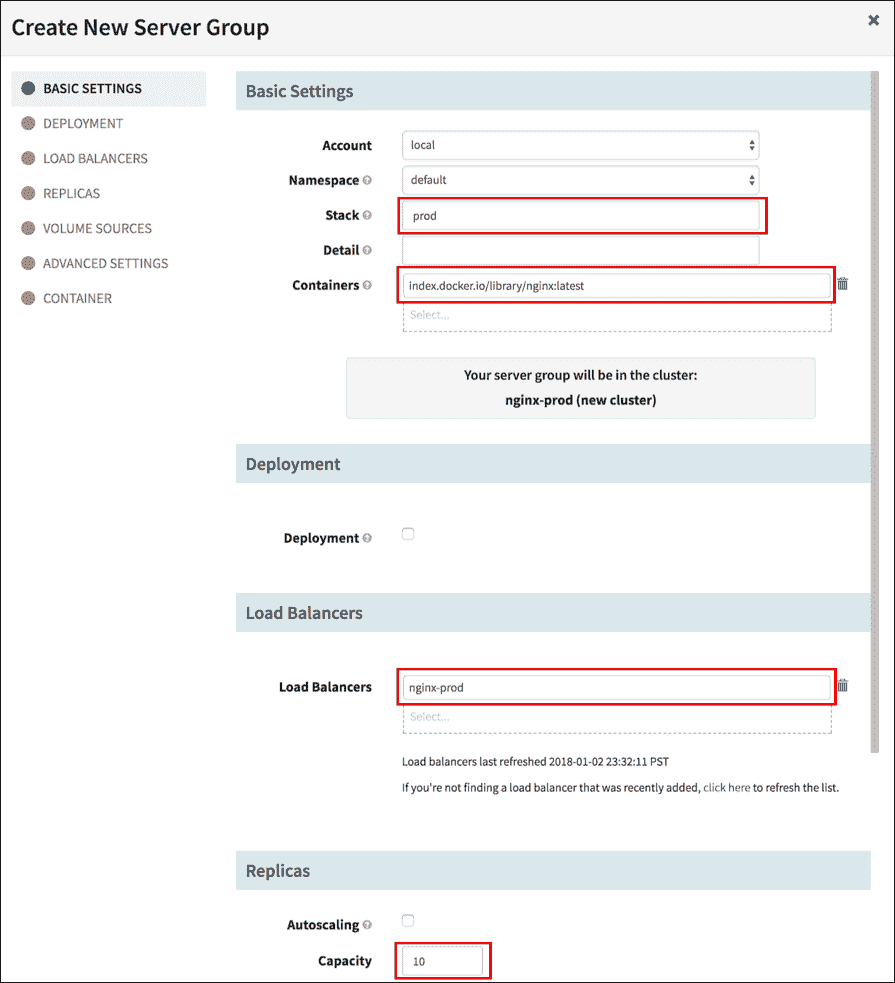 Create New Server Group
BASIC SETTINGS
DEPLOYMENT
LOAD BALANCERS
REPLICAS
VOLUME SOURCES
ADVANCED SETTINGS
CONTAINER
Basic Settings
Account local
Namespace default
Stack prod
Detail
Containers index.docker.io/library/nginx:latest
Select...
Your server group will be in the cluster:
nginx-prod (new cluster)
Deployment
Deployment
Load Balancers
Load Balancers nginx-prod
Select...
Load balancers last refreshed 2018-01-02 23:32:11 PST
If you're not finding a load balancer that was recently added, click here to refresh the list.
Replicas
Autoscaling
Capacity 10